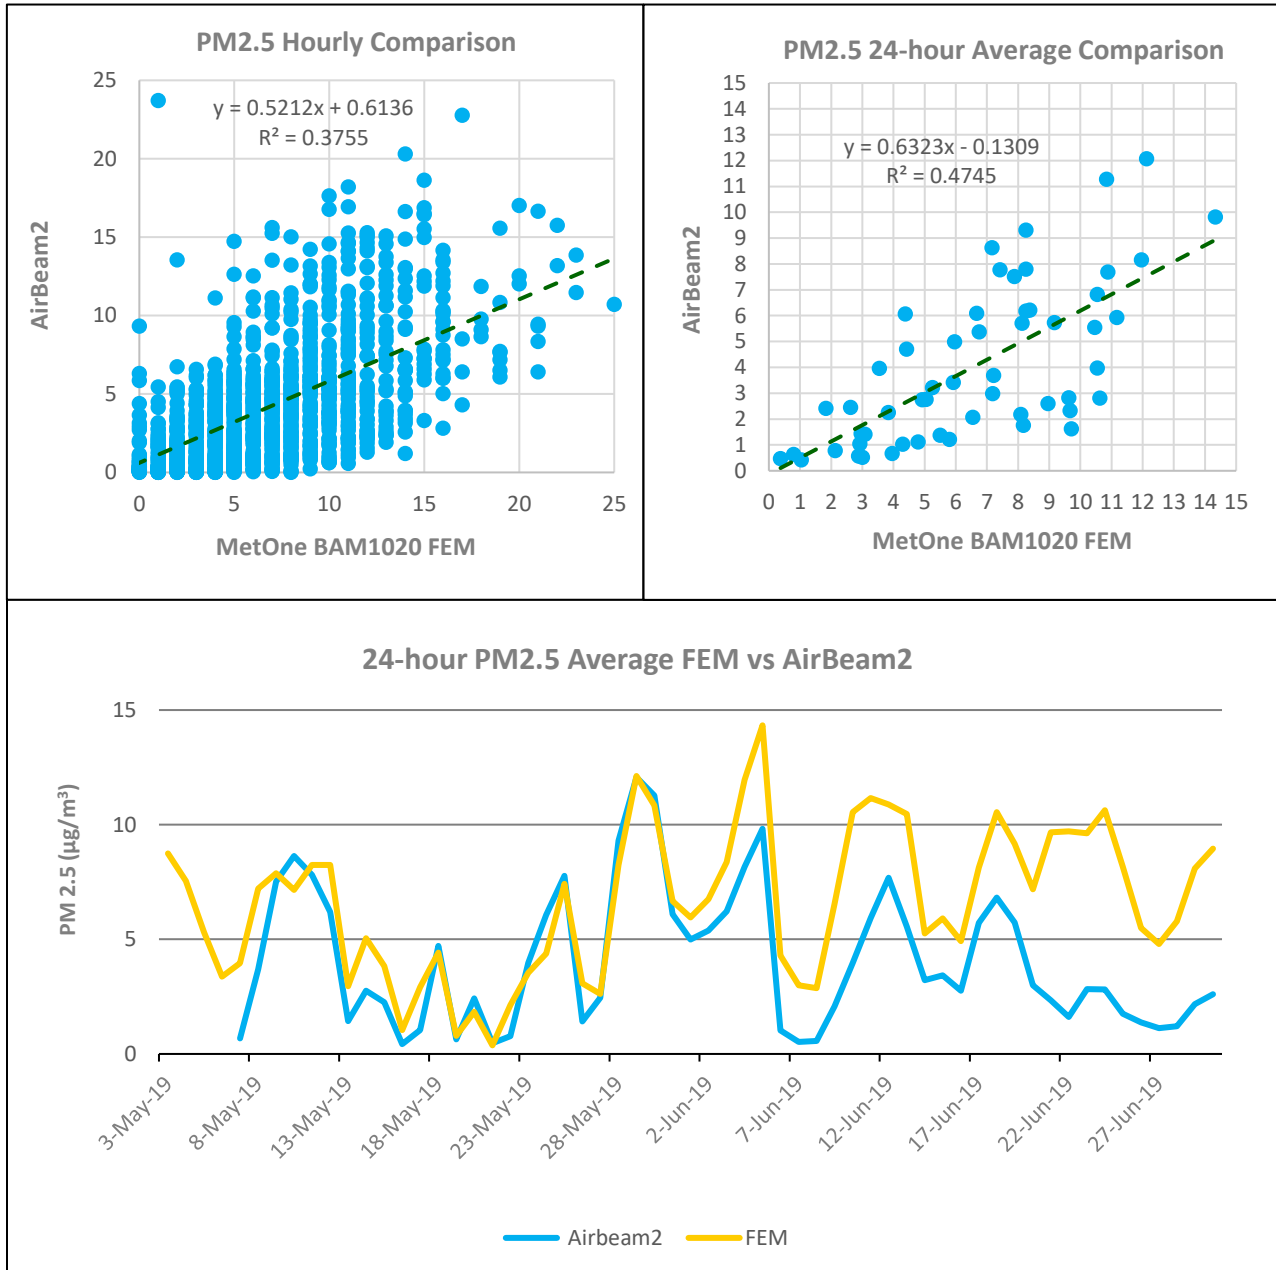 PM2.5 Hourly Comparison
25
20
15
10
5
0
0 5 10 15 20 25
y = 0.5212x + 0.6136
R² = 0.3755
AirBeam2
MetOne BAM1020 FEM
PM2.5 24-hour Average Comparison
15
14
13
12
11
10
9
8
7
6
5
4
3
2
1
0
0 1 2 3 4 5 6 7 8 9 10 11 12 13 14 15
y = 0.6323x - 0.1309
R² = 0.4745
AirBeam2
MetOne BAM1020 FEM
24-hour PM2.5 Average FEM vs AirBeam2
15
10
5
0
PM 2.5 (µg/m³)
3-May-19
8-May-19
13-May-19
18-May-19
23-May-19
28-May-19
2-Jun-19
7-Jun-19
12-Jun-19
17-Jun-19
22-Jun-19
27-Jun-19
Airbeam2
FEM